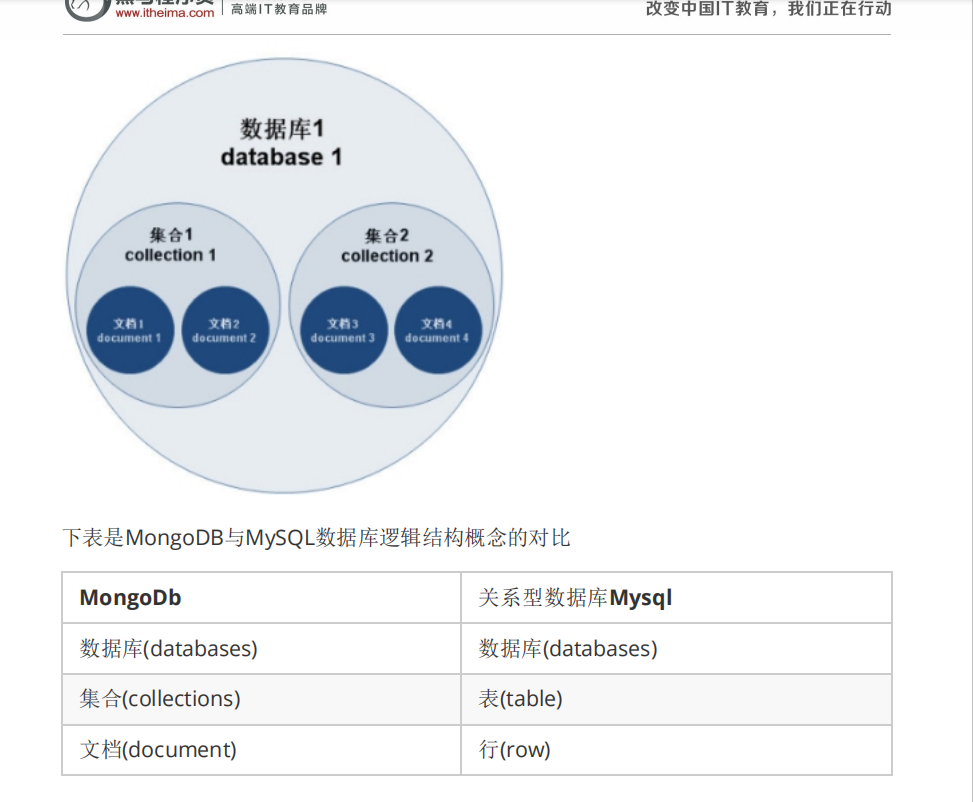 www.itheima.com
高端IT教育品牌
改变中国IT教育，我们正在行动
数据库1
database 1
集合1
collection 1
集合2
collection 2
文档1
document 1
文档2
document 2
文档3
document 3
文档4
document 4
下表是MongoDB与MySQL数据库逻辑结构概念的对比
MongoDb 关系型数据库Mysql
数据库(databases) 数据库(databases)
集合(collections) 表(table)
文档(document) 行(row)